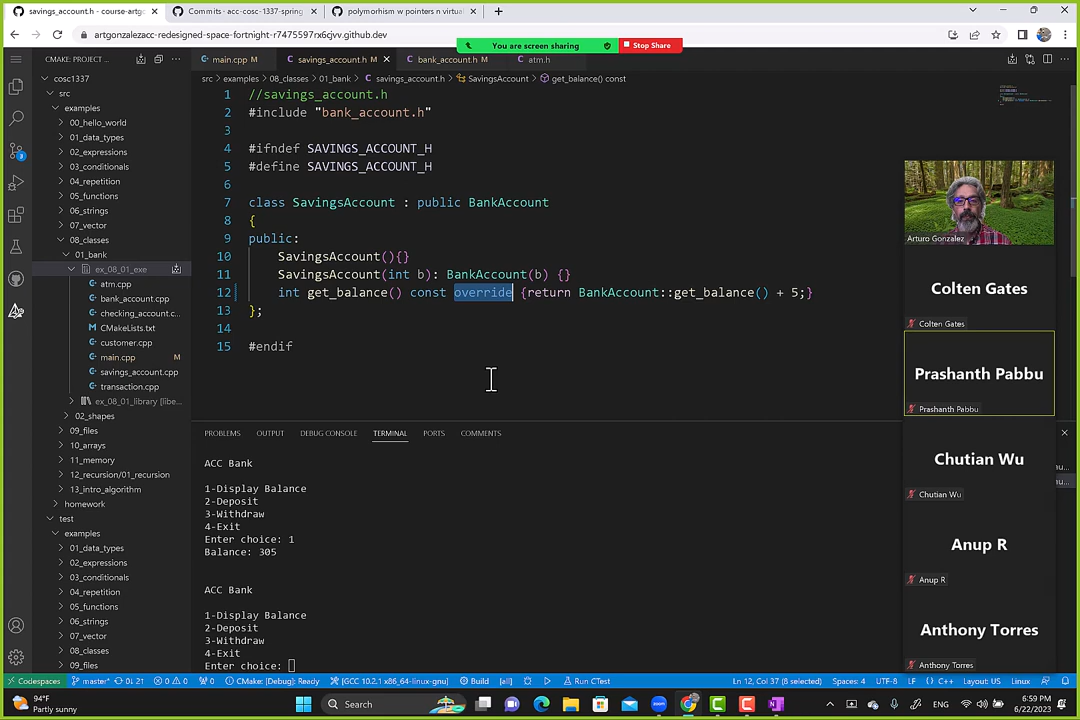 savings_account.h - course-artgo
Commits - acc-cosc-1337-spring-
polymorhism w pointers n virtual
artgonzalezacc-redesigned-space-fortnight-r7475597rx6cjvv.github.dev
You are screen sharing
Stop Share
CMAKE: PROJECT ...
main.cpp M
savings_account.h M
bank_account.h M
atm.h
src > examples > 08_classes > 01_bank > savings_account.h > SavingsAccount > get_balance() const
cosc1337
src
examples
00_hello_world
01_data_types
02_expressions
03_conditionals
04_repetition
05_functions
06_strings
07_vector
08_classes
01_bank
ex_08_01_exe
atm.cpp
bank_account.cpp
checking_account.c...
CMakeLists.txt
customer.cpp
main.cpp M
savings_account.cpp
transaction.cpp
ex_08_01_library [libe...
02_shapes
09_files
10_arrays
11_memory
12_recursion/01_recursion
13_intro_algorithm
homework
test
examples
01_data_types
02_expressions
03_conditionals
04_repetition
05_functions
06_strings
07_vector
08_classes
09_files
3
1 //savings_account.h
2 #include "bank_account.h"
3
4 #ifndef SAVINGS_ACCOUNT_H
5 #define SAVINGS_ACCOUNT_H
6
7 class SavingsAccount : public BankAccount
8 {
9 public:
10 SavingsAccount(){}
11 SavingsAccount(int b): BankAccount(b) {}
12 int get_balance() const override {return BankAccount::get_balance() + 5;}
13 };
14
15 #endif
PROBLEMS OUTPUT DEBUG CONSOLE TERMINAL PORTS COMMENTS
ACC Bank
1-Display Balance
2-Deposit
3-Withdraw
4-Exit
Enter choice: 1
Balance: 305
ACC Bank
1-Display Balance
2-Deposit
3-Withdraw
4-Exit
Enter choice:
Arturo Gonzalez
Colten Gates
Colten Gates
Prashanth Pabbu
Prashanth Pabbu
Chutian Wu
Chutian Wu
Anup R
Anup R
Anthony Torres
Anthony Torres
Codespaces master* 0↓ 2↑ 0 0 0 CMake: [Debug]: Ready [GCC 10.2.1 x86_64-linux-gnu] Build [all] Run CTest Ln 12, Col 37 (8 selected) Spaces: 4 UTF-8 LF {} C++ Layout: US Linux
94°F
Partly sunny
Search
ENG
6:59 PM
6/22/2023